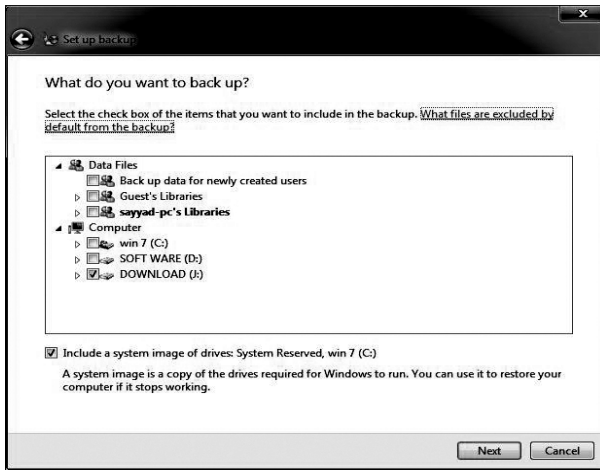 Set up backup
What do you want to back up?
Select the check box of the items that you want to include in the backup. What files are excluded by
default from the backup?
Data Files
Back up data for newly created users
Guest's Libraries
sayyad-pc's Libraries
Computer
win 7 (C:)
SOFT WARE (D:)
DOWNLOAD (J:)
Include a system image of drives: System Reserved, win 7 (C:)
A system image is a copy of the drives required for Windows to run. You can use it to restore your
computer if it stops working.
Next Cancel